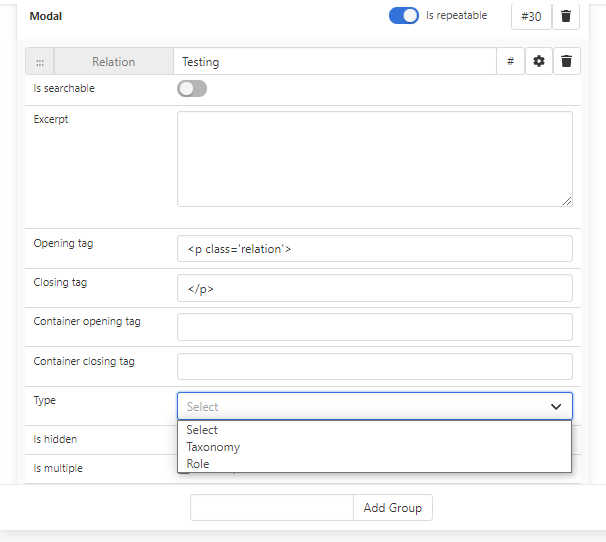 Modal Is repeatable #30
::: Relation Testing #
Is searchable
Excerpt
Opening tag <p class='relation'>
Closing tag </p>
Container opening tag
Container closing tag
Type Select
Select
Is hidden Taxonomy
Role
Is multiple
Add Group